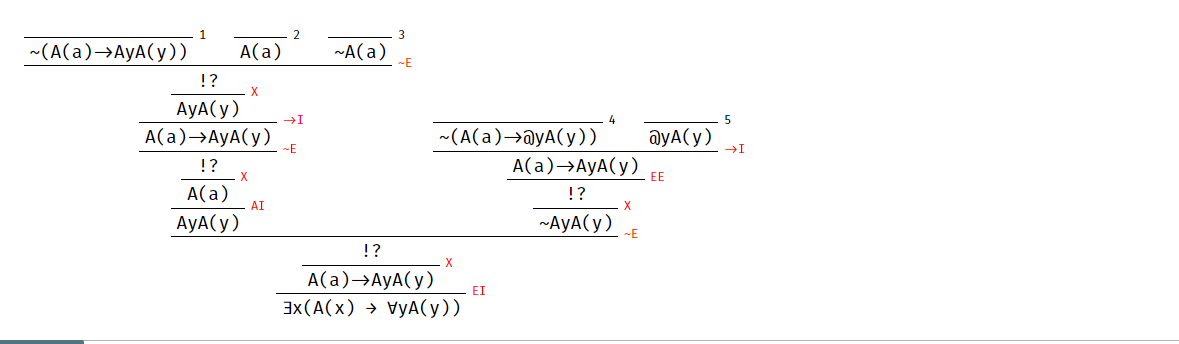 1 2 3
~(A(a)→AyA(y)) A(a) ~A(a) ~E
!? X
AyA(y) →I 4 5
A(a)→AyA(y) ~E ~(A(a)→@yA(y)) @yA(y) →I
!? X A(a)→AyA(y) EE
A(a) AI !? X
AyA(y) ~AyA(y) ~E
!? X
A(a)→AyA(y) EI
∃x(A(x) → ∀yA(y))